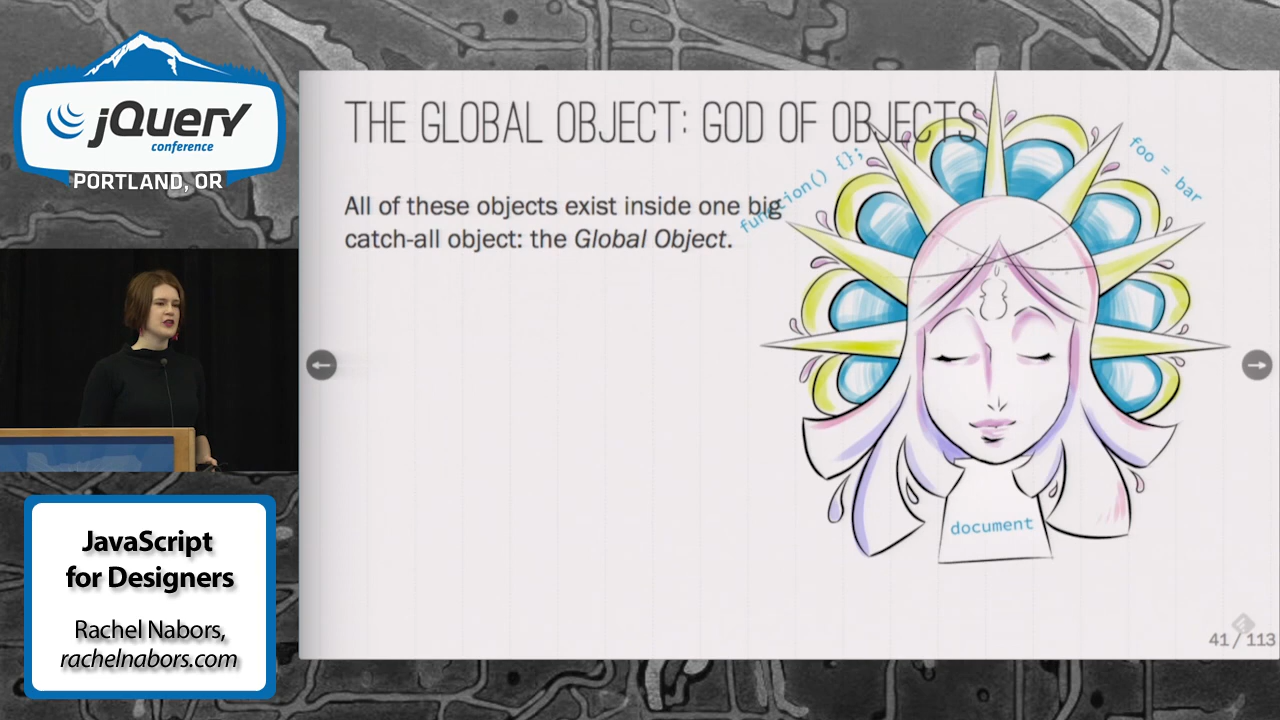 jQuery
conference
PORTLAND, OR
THE GLOBAL OBJECT: GOD OF OBJECTS
All of these objects exist inside one big
catch-all object: the Global Object.
function() {};
foo = bar
document
41 / 113
JavaScript
for Designers
Rachel Nabors,
rachelnabors.com